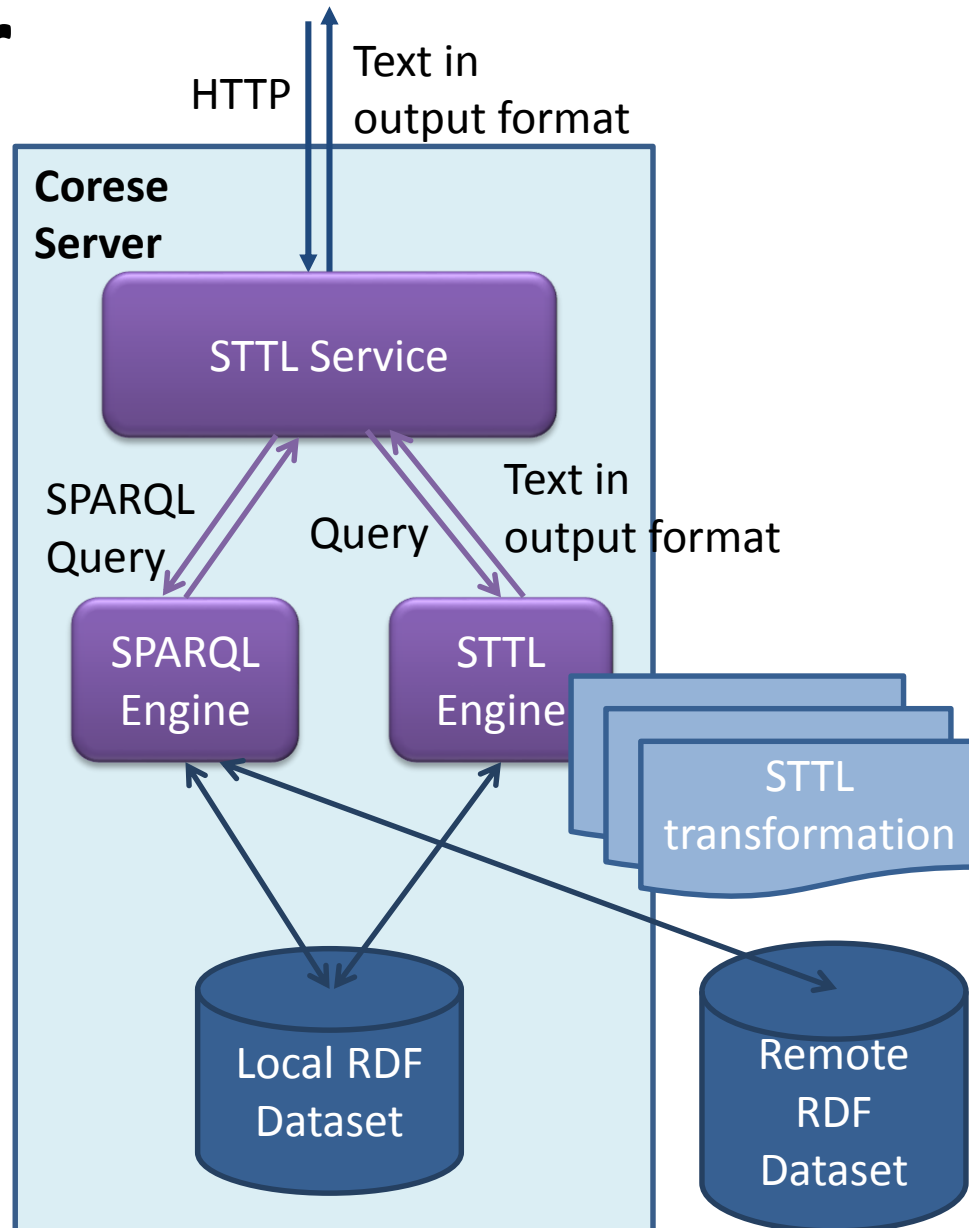 r
HTTP
Text in
output format
Corese
Server
STTL Service
SPARQL
Query
Query
Text in
output format
SPARQL
Engine
STTL
Engine
STTL
transformation
Local RDF
Dataset
Remote
RDF
Dataset